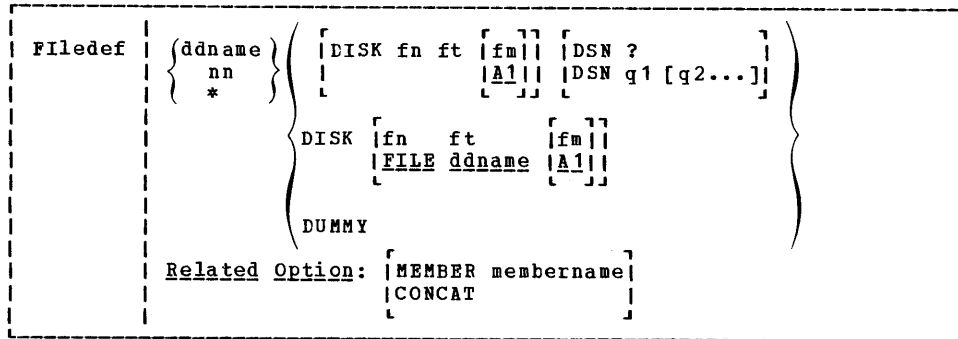 FIledef {ddname} [DISK fn ft [fm]] [DSN ?
nn [A1] DSN q1 [q2...]]
*
DISK [fn ft [fm]
FILE ddname A1]]
DUMMY
Related Option: [MEMBER membername
CONCAT]